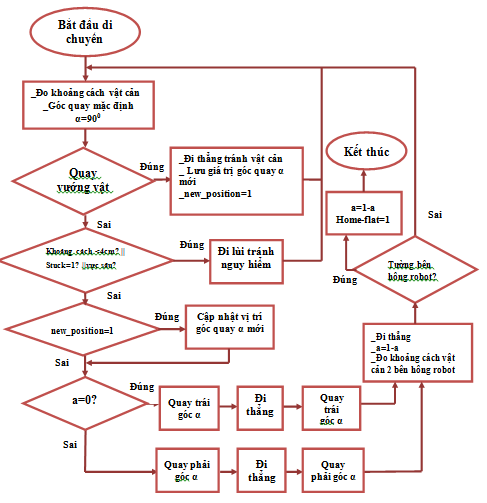 Bắt đầu di
chuyển
_Đo khoảng cách vật cản
_Góc quay mặc định
α=90⁰
Quay
vướng vật
Đúng
_Đi thẳng tránh vật cản
_ Lưu giá trị góc quay α
mới
_new_position=1
Sai
Khoảng cách <4cm?
Stuck=1?
Đúng
Đi lùi tránh
nguy hiểm
Sai
new_position=1
Đúng
Cập nhật vị trí
góc quay α mới
Sai
a=0?
Đúng
Quay trái
góc α
Đi
thẳng
Quay
trái
góc α
Sai
Quay phải
góc α
Đi
thẳng
Quay
phải góc α
_Đi thẳng
_a=1-a
_Đo khoảng cách vật
cản 2 bên hông robot
Tường bên
hông robot?
Sai
Đúng
a=1-a
Home-flat=1
Kết thúc